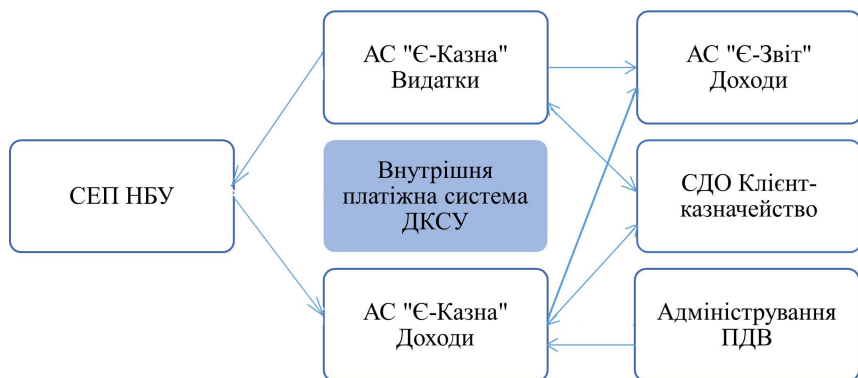 АС "Є-Казна"
Видатки
АС "Є-Звіт"
Доходи
СЕП НБУ
Внутрішня
платіжна система
ДКСУ
СДО Клієнт-
казначейство
АС "Є-Казна"
Доходи
Адміністрування
ПДВ